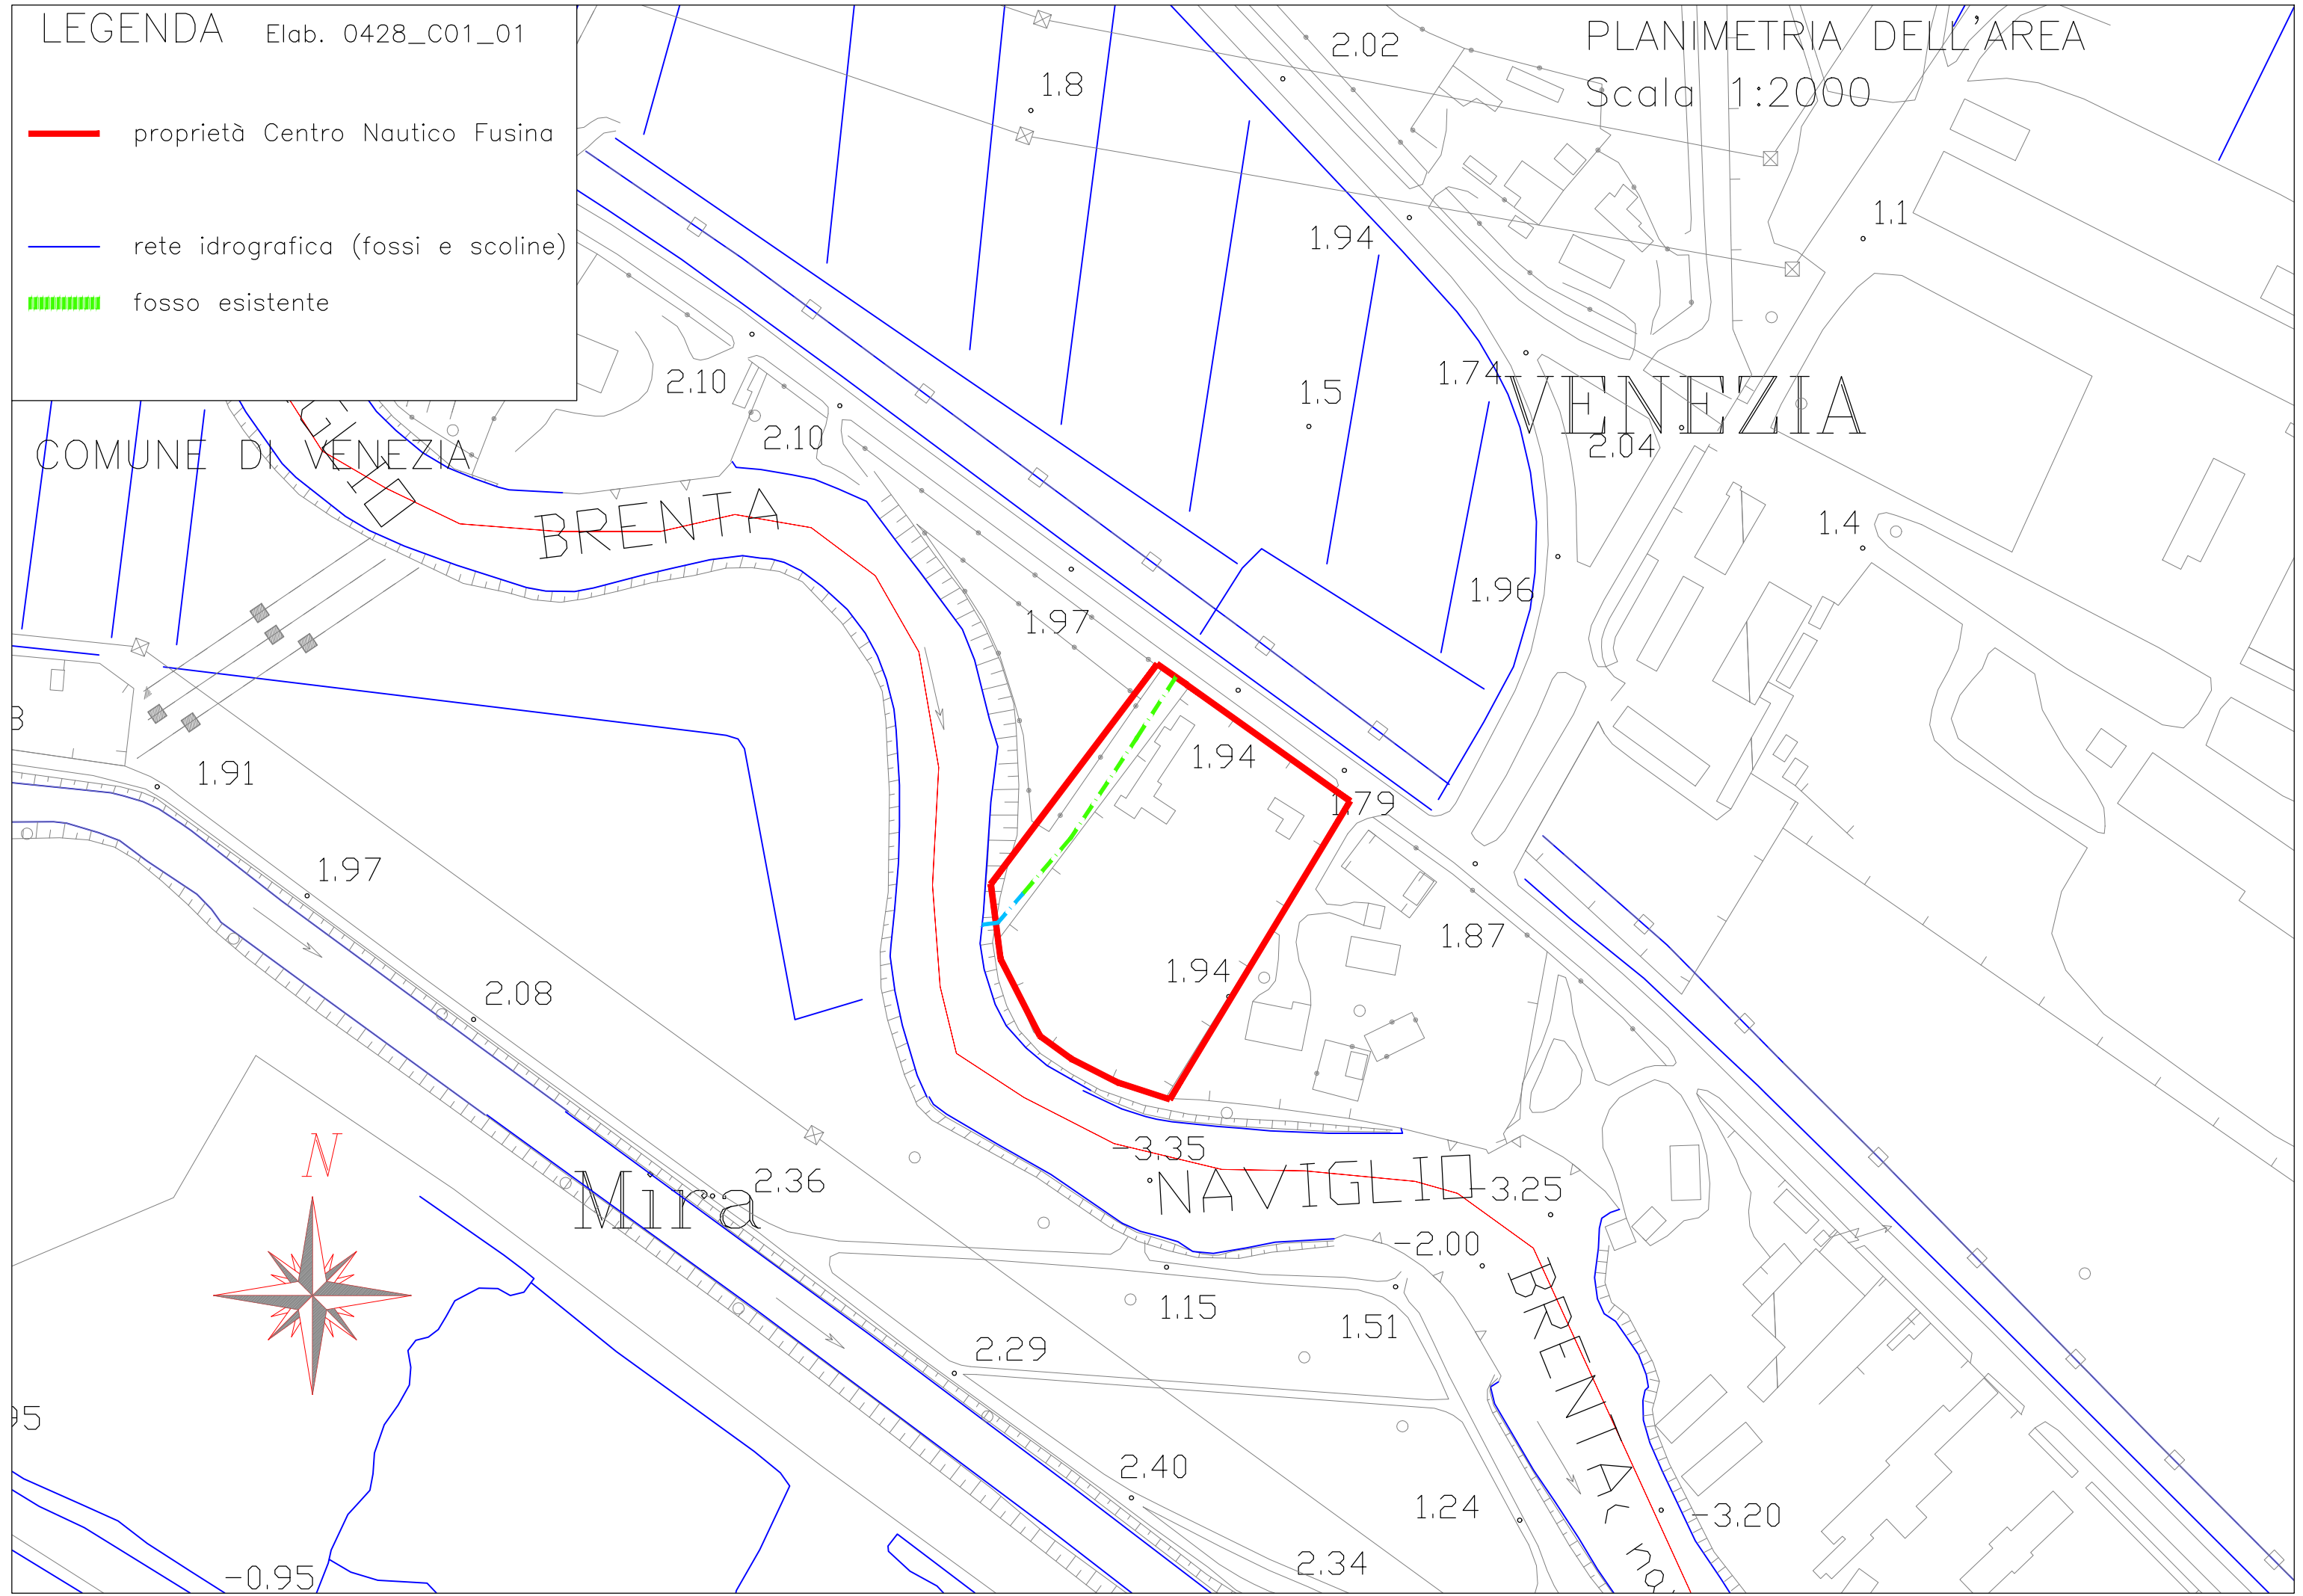 LEGENDA Elab. 0428_C01_01
proprietà Centro Nautico Fusina
rete idrografica (fossi e scoline)
fosso esistente
PLANIMETRIA DELL'AREA
Scala 1:2000
2.02
1.8
1.1
1.94
1.74
VENEZIA
2.10
1.5
2.10
2.04
COMUNE DI VENEZIA
BRENTA
1.4
1.96
1.97
1.94
1.91
1.79
1.97
1.87
1.94
2.08
-3.35
NAVIGLIO
-3.25
N
Mira
2.36
-2.00
BRENTA
1.15
1.51
2.29
2.40
1.24
-3.20
2.34
-0.95